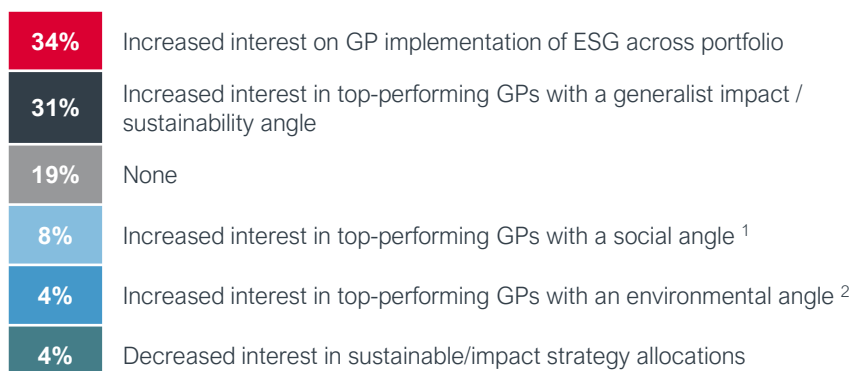 34% Increased interest on GP implementation of ESG across portfolio
31% Increased interest in top-performing GPs with a generalist impact /
sustainability angle
19% None
8% Increased interest in top-performing GPs with a social angle 1
4% Increased interest in top-performing GPs with an environmental angle 2
4% Decreased interest in sustainable/impact strategy allocations